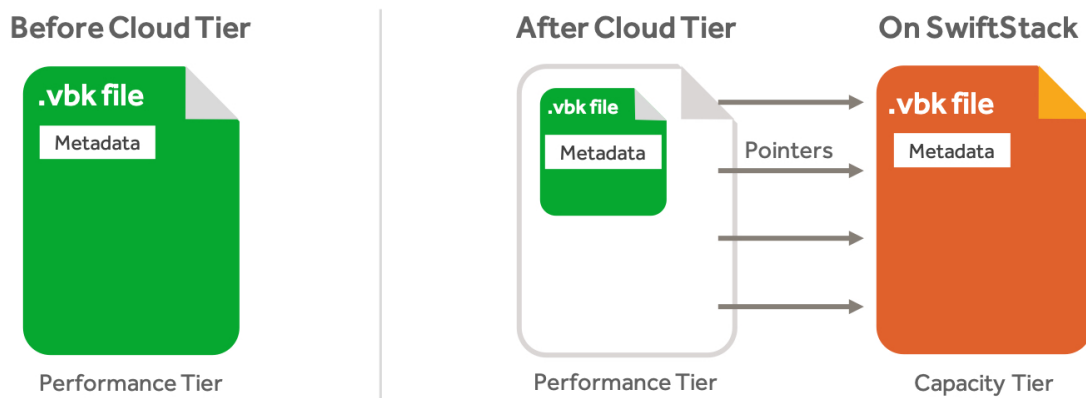 Before Cloud Tier
After Cloud Tier
On SwiftStack
.vbk file
Metadata
.vbk file
Metadata
Pointers
.vbk file
Metadata
Performance Tier
Performance Tier
Capacity Tier